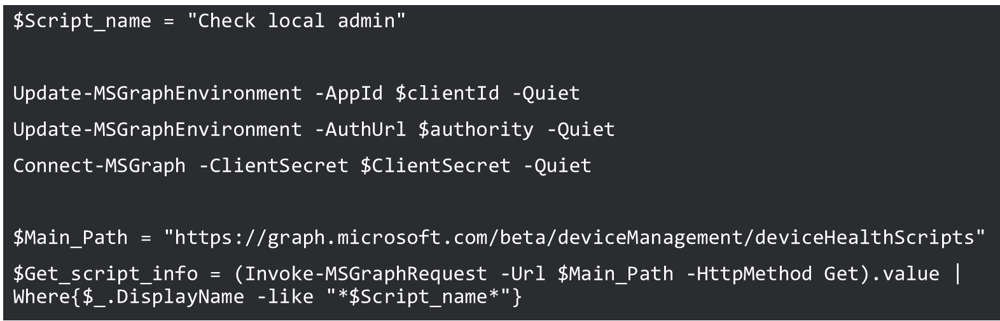 $Script_name = "Check local admin"
Update-MSGraphEnvironment -AppId $clientId -Quiet
Update-MSGraphEnvironment -AuthUrl $authority -Quiet
Connect-MSGraph -ClientSecret $ClientSecret -Quiet
$Main_Path = "https://graph.microsoft.com/beta/deviceManagement/deviceHealthScripts"
$Get_script_info = (Invoke-MSGraphRequest -Url $Main_Path -HttpMethod Get).value |
Where{$_.DisplayName -like "*$Script_name*"}